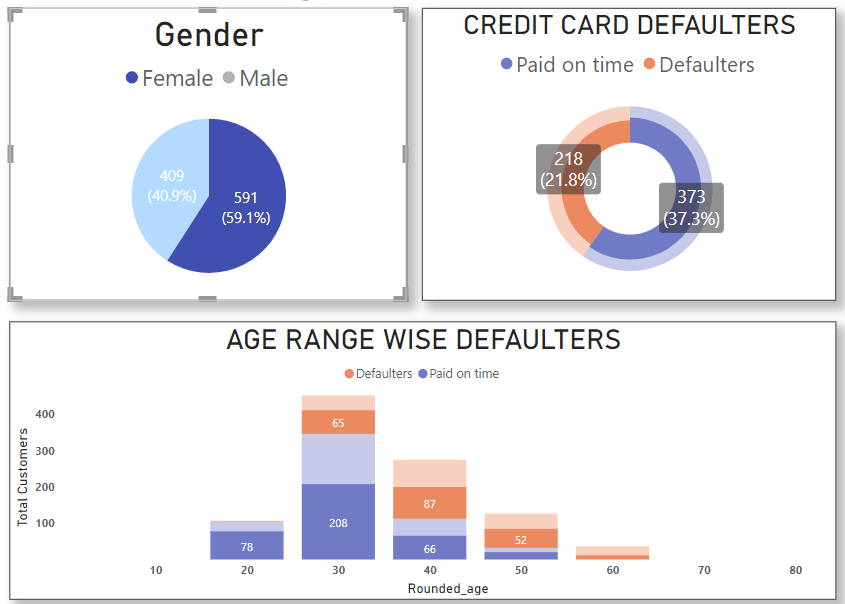 Gender
Female Male
409
(40.9%)
591
(59.1%)
CREDIT CARD DEFAULTERS
Paid on time Defaulters
218
(21.8%)
373
(37.3%)
AGE RANGE WISE DEFAULTERS
Defaulters Paid on time
Total Customers
400
300
200
100
65
208
78
87
66
52
10 20 30 40 50 60 70 80
Rounded_age